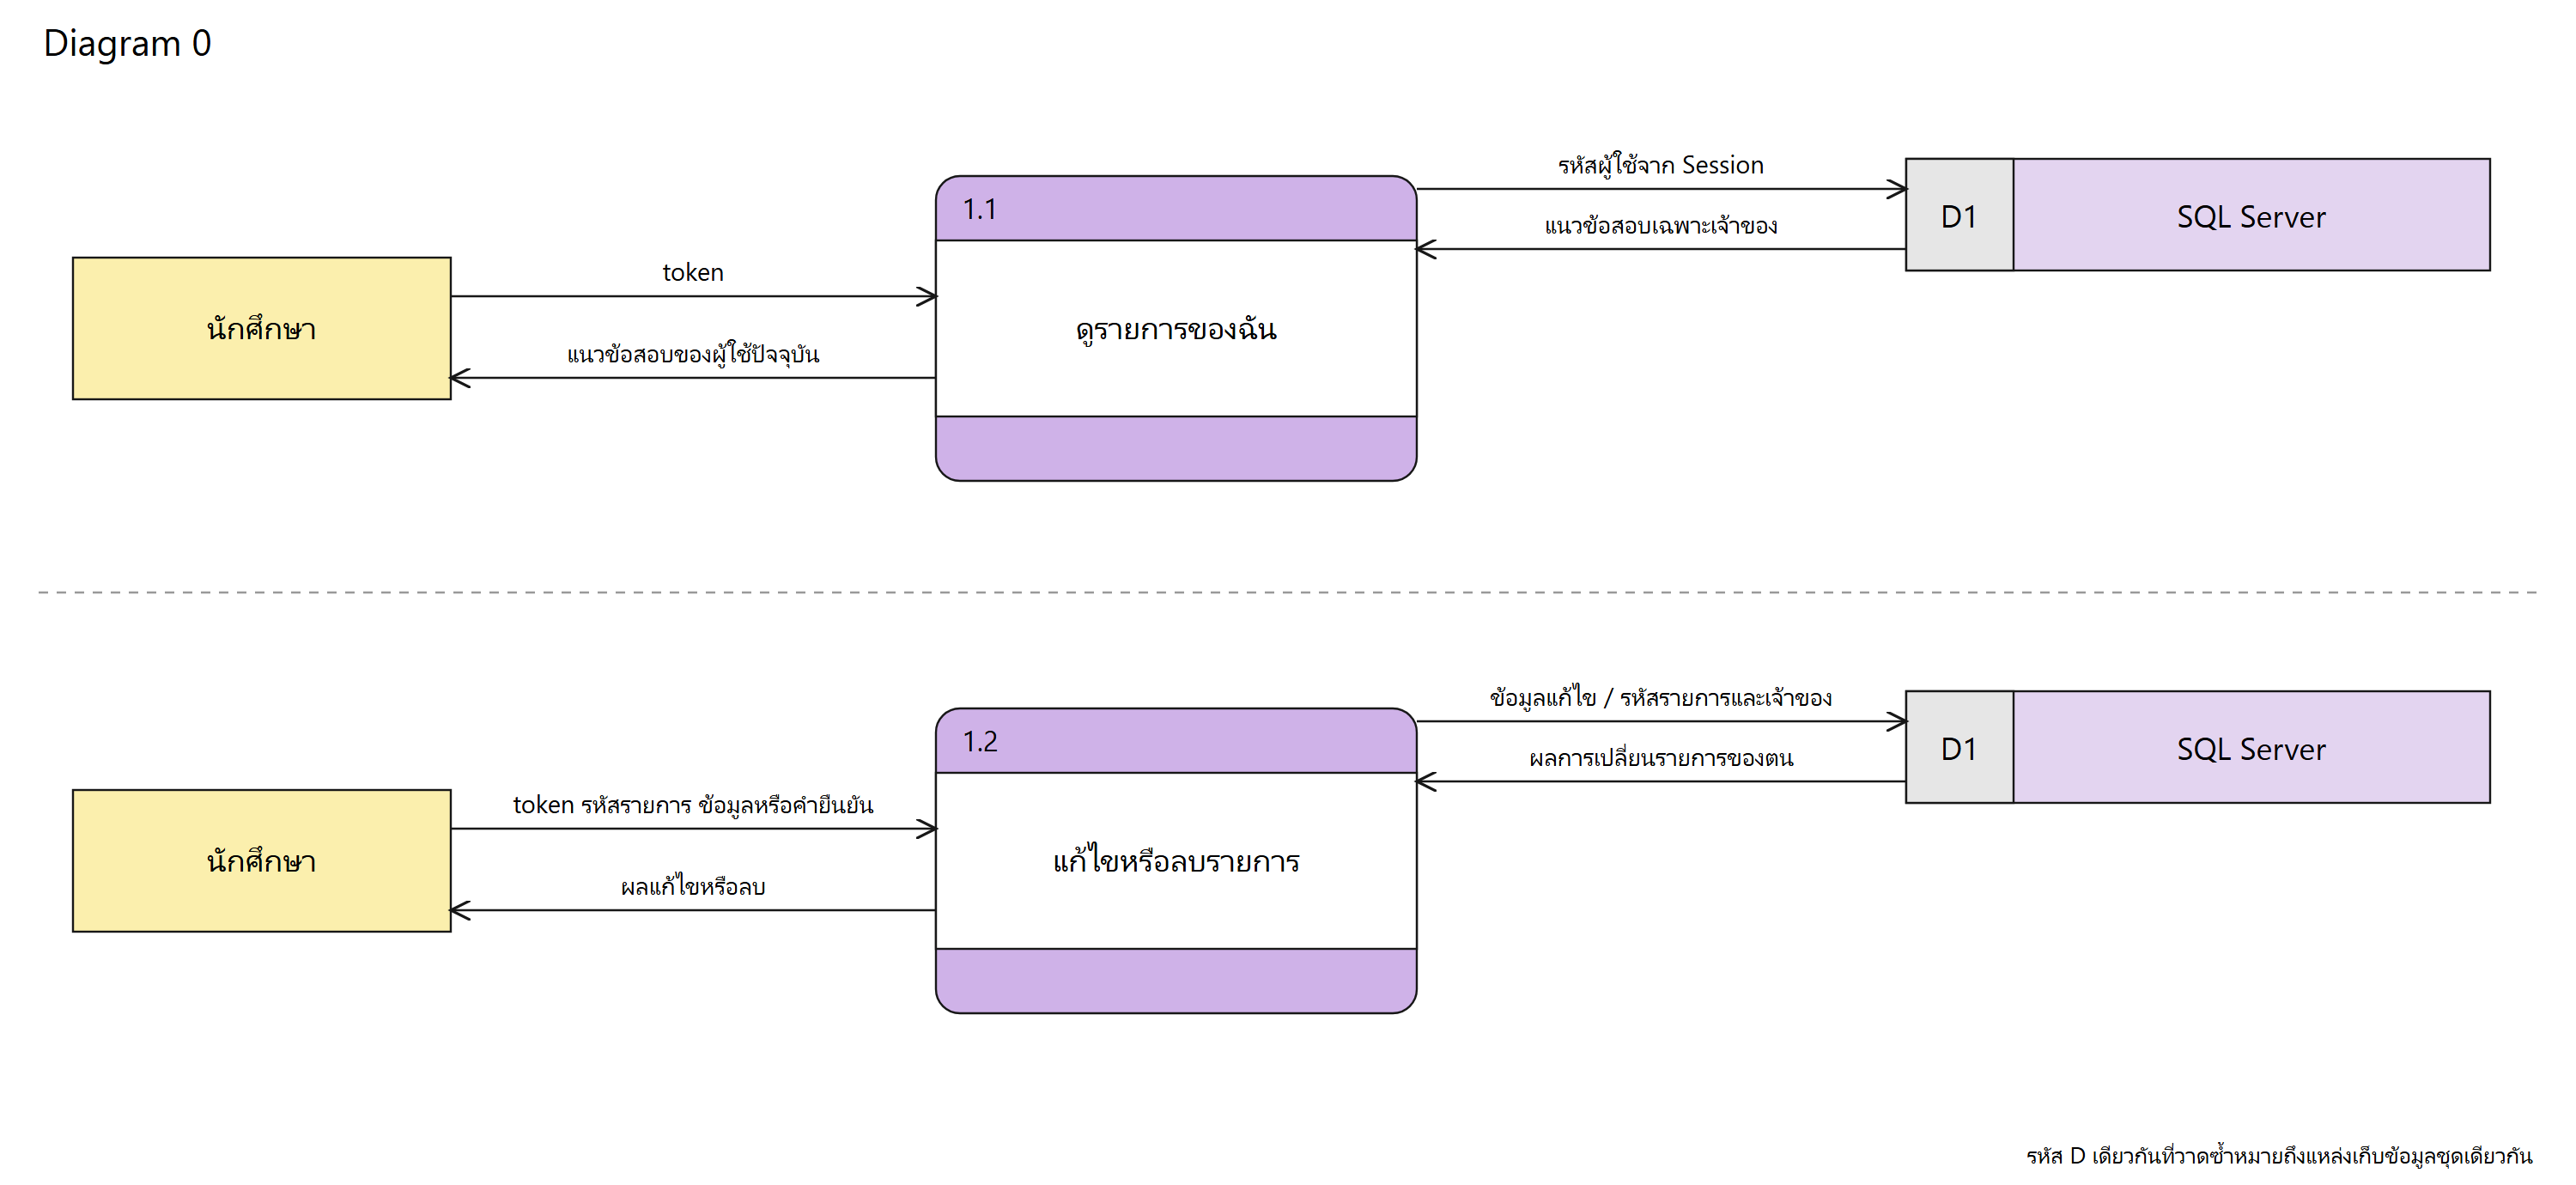 Diagram 0
รหัสผู้ใช้จาก Session
1.1
D1
SQL Server
แนวข้อสอบเฉพาะเจ้าของ
token
นักศึกษา
ดูรายการของฉัน
แนวข้อสอบของผู้ใช้ปัจจุบัน
ข้อมูลแก้ไข / รหัสรายการและเจ้าของ
1.2
D1
SQL Server
ผลการเปลี่ยนรายการของตน
token รหัสรายการ ข้อมูลหรือคำยืนยัน
นักศึกษา
แก้ไขหรือลบรายการ
ผลแก้ไขหรือลบ
รหัส D เดียวกันที่วาดซ้ำหมายถึงแหล่งเก็บข้อมูลชุดเดียวกัน